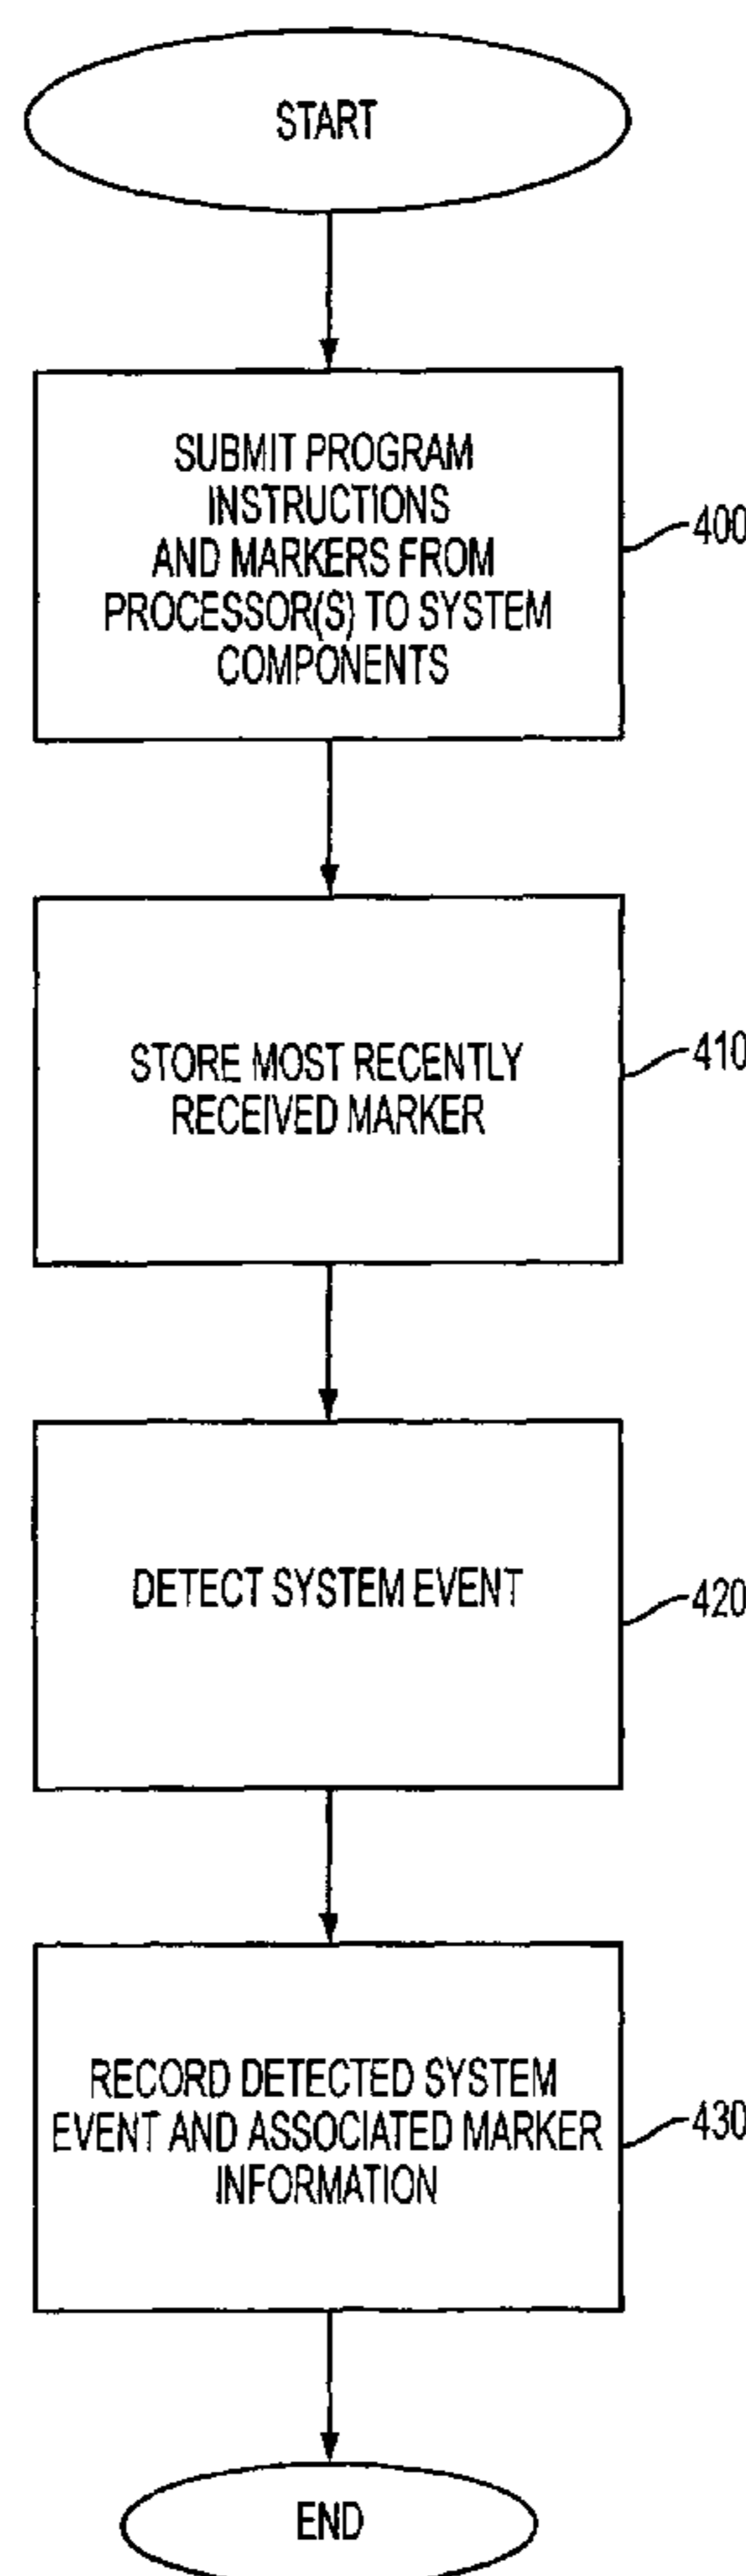 START
SUBMIT PROGRAM
INSTRUCTIONS
AND MARKERS FROM
PROCESSOR(S) TO SYSTEM
COMPONENTS
400
STORE MOST RECENTLY
RECEIVED MARKER
410
DETECT SYSTEM EVENT
420
RECORD DETECTED SYSTEM
EVENT AND ASSOCIATED MARKER
INFORMATION
430
END